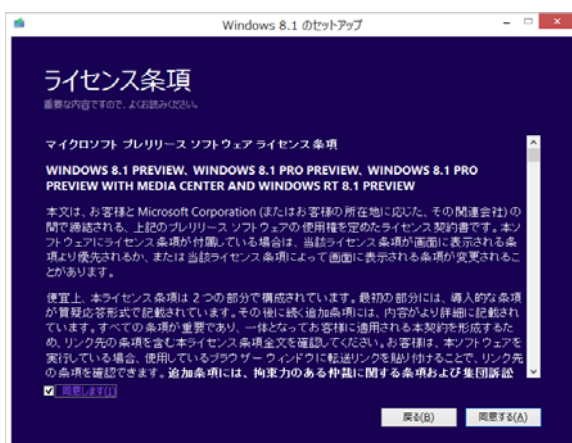 Windows 8.1 のセットアップ
ライセンス条項
重要な内容ですので、よくお読みください。
マイクロソフト プレリリース ソフトウェア ライセンス条項
WINDOWS 8.1 PREVIEW、WINDOWS 8.1 PRO PREVIEW、WINDOWS 8.1 PRO
PREVIEW WITH MEDIA CENTER AND WINDOWS RT 8.1 PREVIEW
本文は、お客様と Microsoft Corporation (またはお客様の所在地に応じた、その関連会社) の
間で締結される、上記のプレリリース ソフトウェアの使用権を定めたライセンス契約書です。本ソ
フトウェアにライセンス条項が付属している場合は、当該ライセンス条項が画面に表示される条
項より優先されるか、または当該ライセンス条項によって画面に表示される条項が変更されるこ
とがあります。
便宜上、本ライセンス条項は 2 つの部分で構成されています。最初の部分には、導入的な条項
が質疑応答形式で記載されています。その後に続く追加条項には、内容がより詳細に記載され
ています。すべての条項が重要であり、一体となってお客様に適用される本契約を形成するた
め、リンク先の条項を含む本ライセンス条項全文を確認してください。お客様は、本ソフトウェアを
実行している場合、使用しているブラウザー ウィンドウに転送リンクを貼り付けることで、リンク先
の条項を確認できます。追加条項には、拘束力のある仲裁に関する条項および集団訴訟
同意します(I)
戻る(B)
同意する(A)